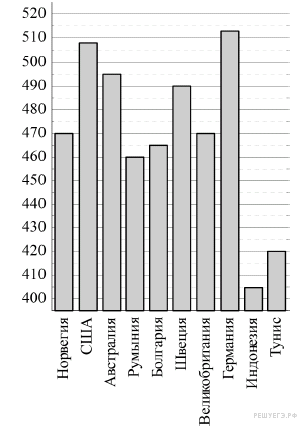 520
510
500
490
480
470
460
450
440
430
420
410
400
Норвегия
США
Австралия
Румыния
Болгария
Швеция
Великобритания
Германия
Индонезия
Тунис
РЕШУЕГЭ.РФ